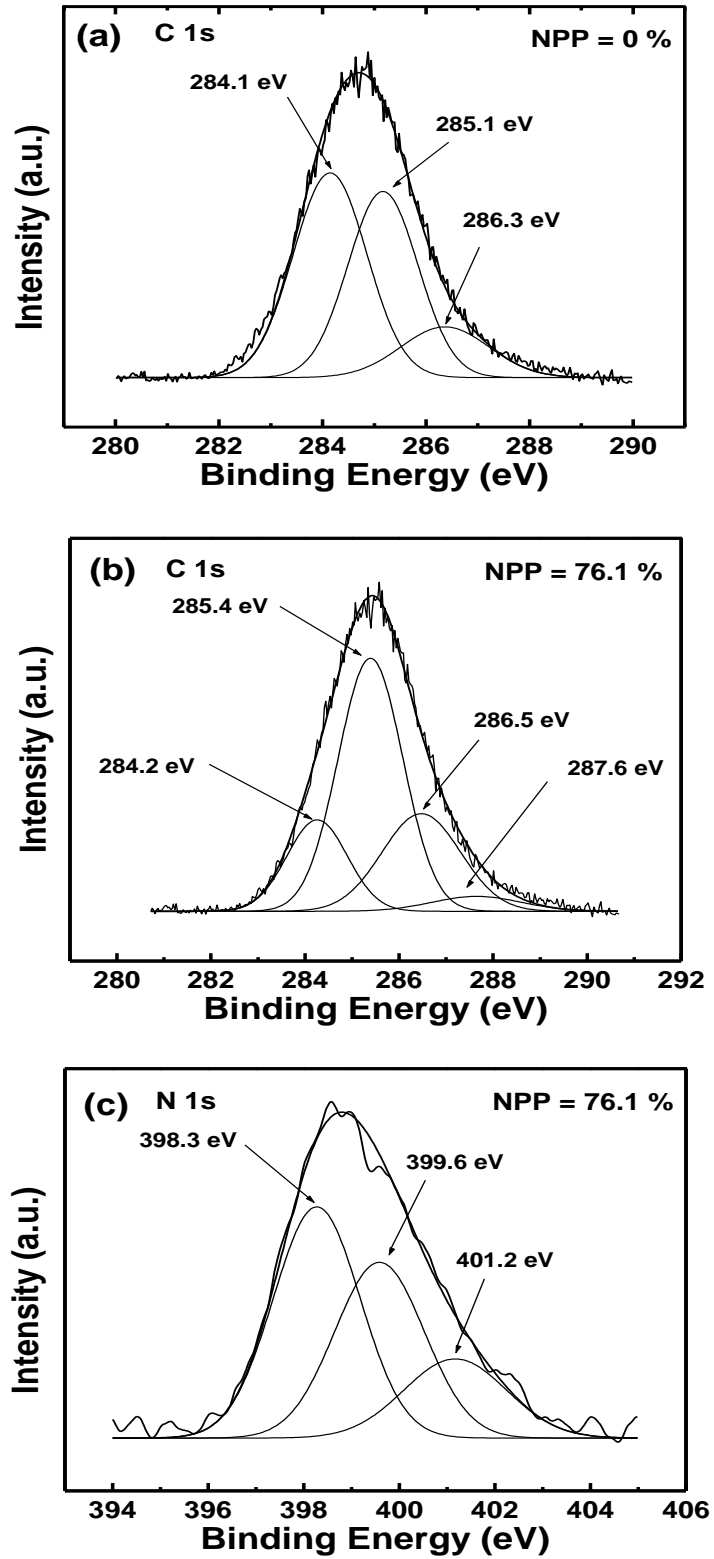 (a) C 1s NPP = 0 %
284.1 eV
285.1 eV
286.3 eV
Intensity (a.u.)
280 282 284 286 288 290
Binding Energy (eV)
(b) C 1s NPP = 76.1 %
285.4 eV
286.5 eV
284.2 eV
287.6 eV
Intensity (a.u.)
280 282 284 286 288 290 292
Binding Energy (eV)
(c) N 1s NPP = 76.1 %
398.3 eV
399.6 eV
401.2 eV
Intensity (a.u.)
394 396 398 400 402 404 406
Binding Energy (eV)